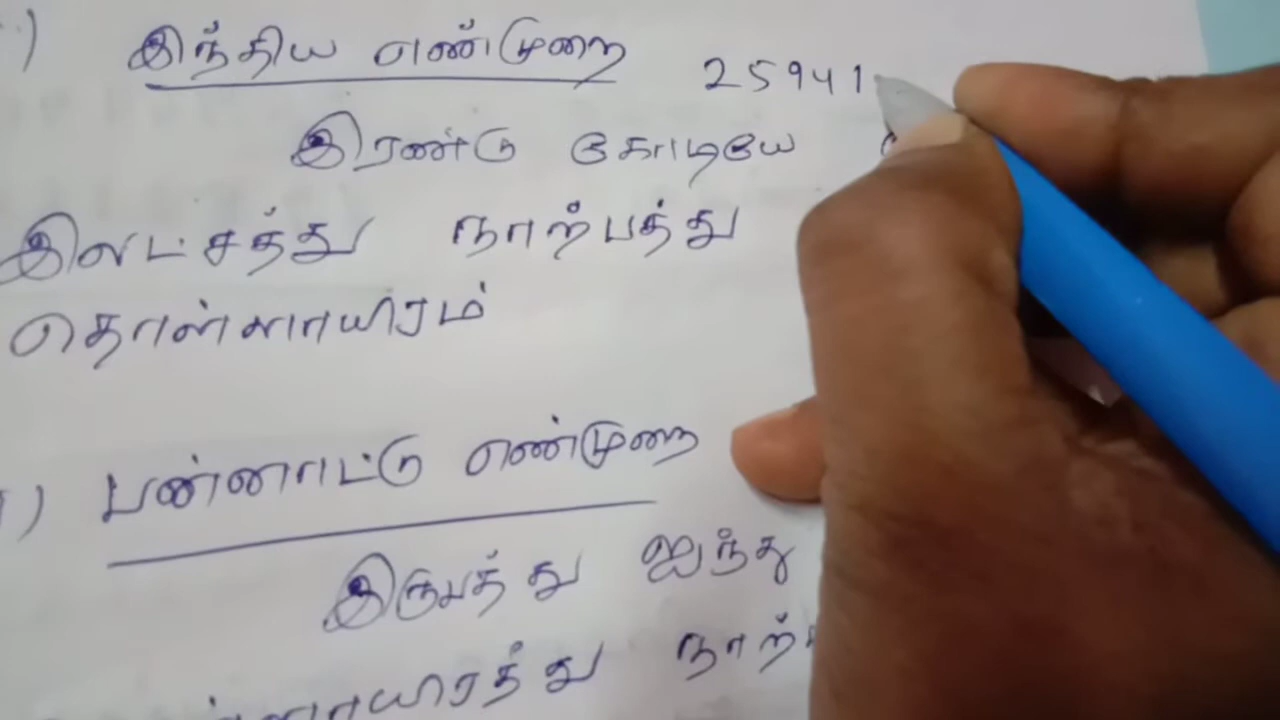 இந்திய எண்முறை 25941
இரண்டு கோடியே
இலட்சத்து நாற்பத்து
தொள்ளாயிரம்
பன்னாட்டு எண்முறை
இருபத்து ஐந்து